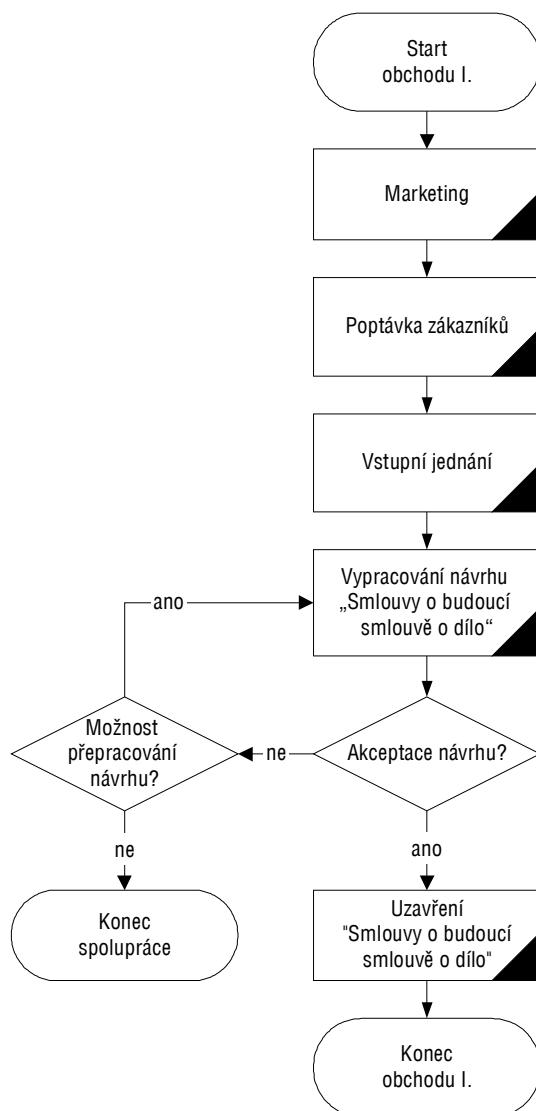 Start
obchodu I.
Marketing
Poptávka zákazníků
Vstupní jednání
Vypracování návrhu
„Smlouvy o budoucí
smlouvě o dílo“
ano
Možnost
přepracování
návrhu?
ne
Akceptace návrhu?
ne
ano
Konec
spolupráce
Uzavření
"Smlouvy o budoucí
smlouvě o dílo"
Konec
obchodu I.